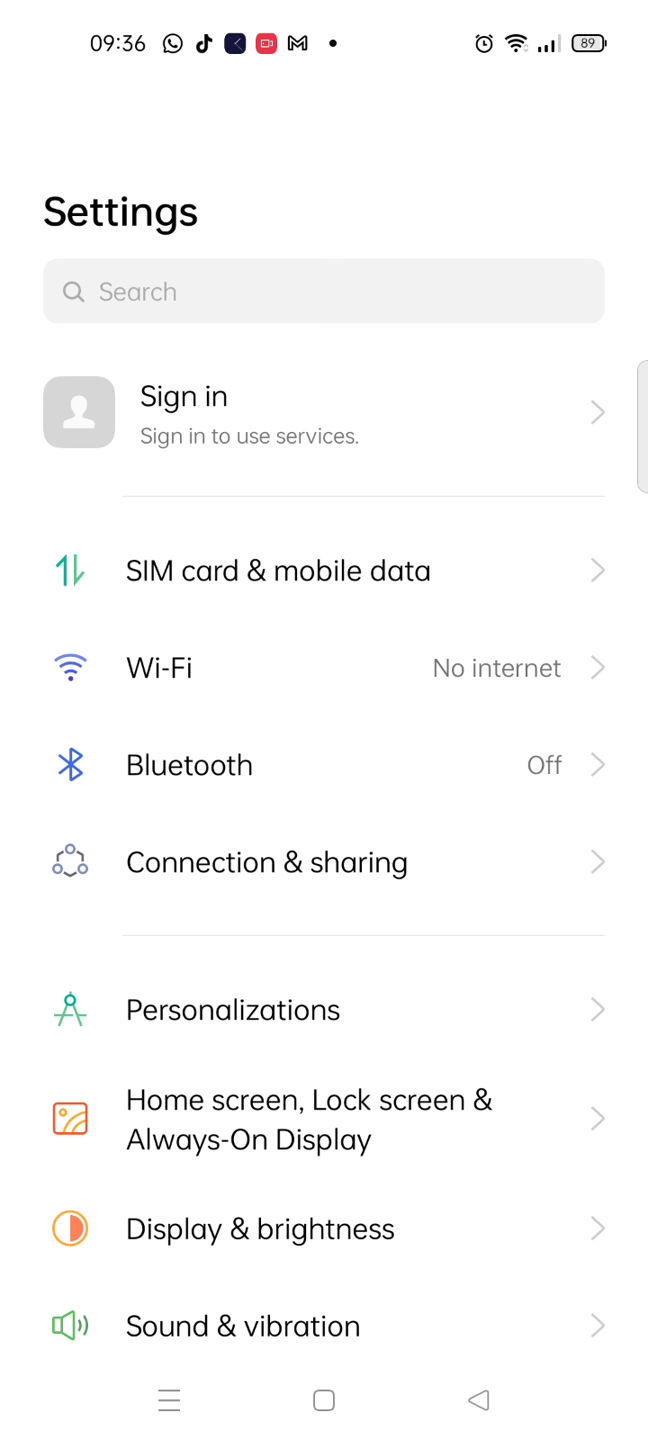 09:36
89
Settings
Search
Sign in
Sign in to use services.
SIM card & mobile data
Wi-Fi No internet
Bluetooth Off
Connection & sharing
Personalizations
Home screen, Lock screen &
Always-On Display
Display & brightness
Sound & vibration